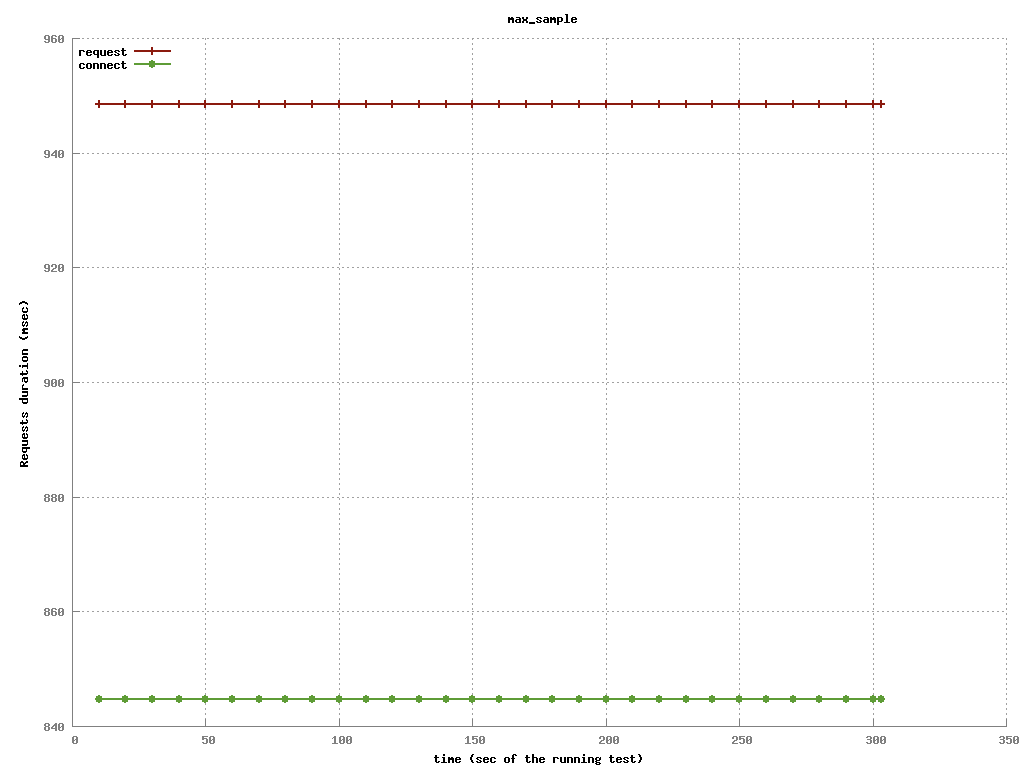 max_sample
960
request
connect
940
920
900
880
860
840
Requests duration (msec)
0 50 100 150 200 250 300 350
time (sec of the running test)